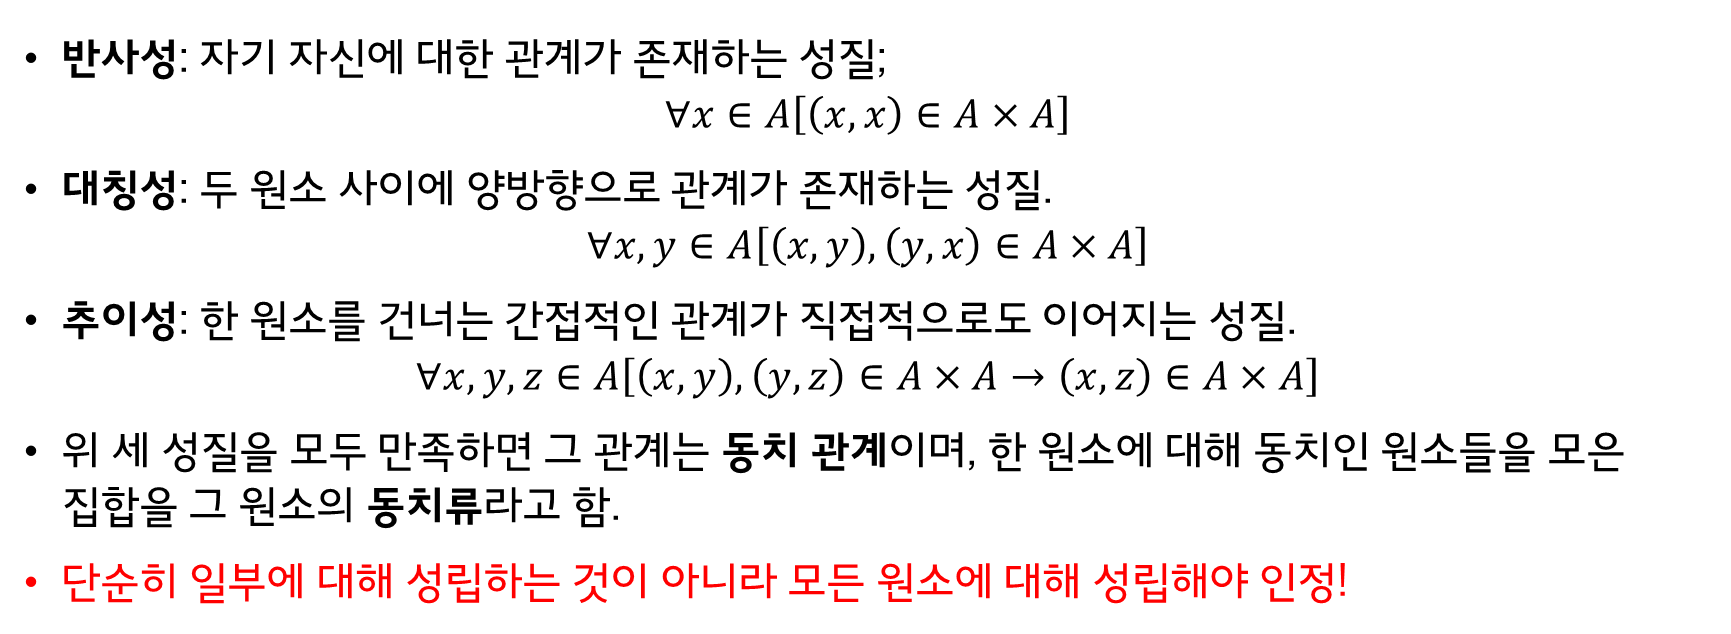 • 반사성: 자기 자신에 대한 관계가 존재하는 성질;
∀x ∈ A[(x, x) ∈ A × A]
• 대칭성: 두 원소 사이에 양방향으로 관계가 존재하는 성질.
∀x, y ∈ A[(x, y), (y, x) ∈ A × A]
• 추이성: 한 원소를 건너는 간접적인 관계가 직접적으로도 이어지는 성질.
∀x, y, z ∈ A[(x, y), (y, z) ∈ A × A → (x, z) ∈ A × A]
• 위 세 성질을 모두 만족하면 그 관계는 동치 관계이며, 한 원소에 대해 동치인 원소들을 모은
집합을 그 원소의 동치류라고 함.
• 단순히 일부에 대해 성립하는 것이 아니라 모든 원소에 대해 성립해야 인정!